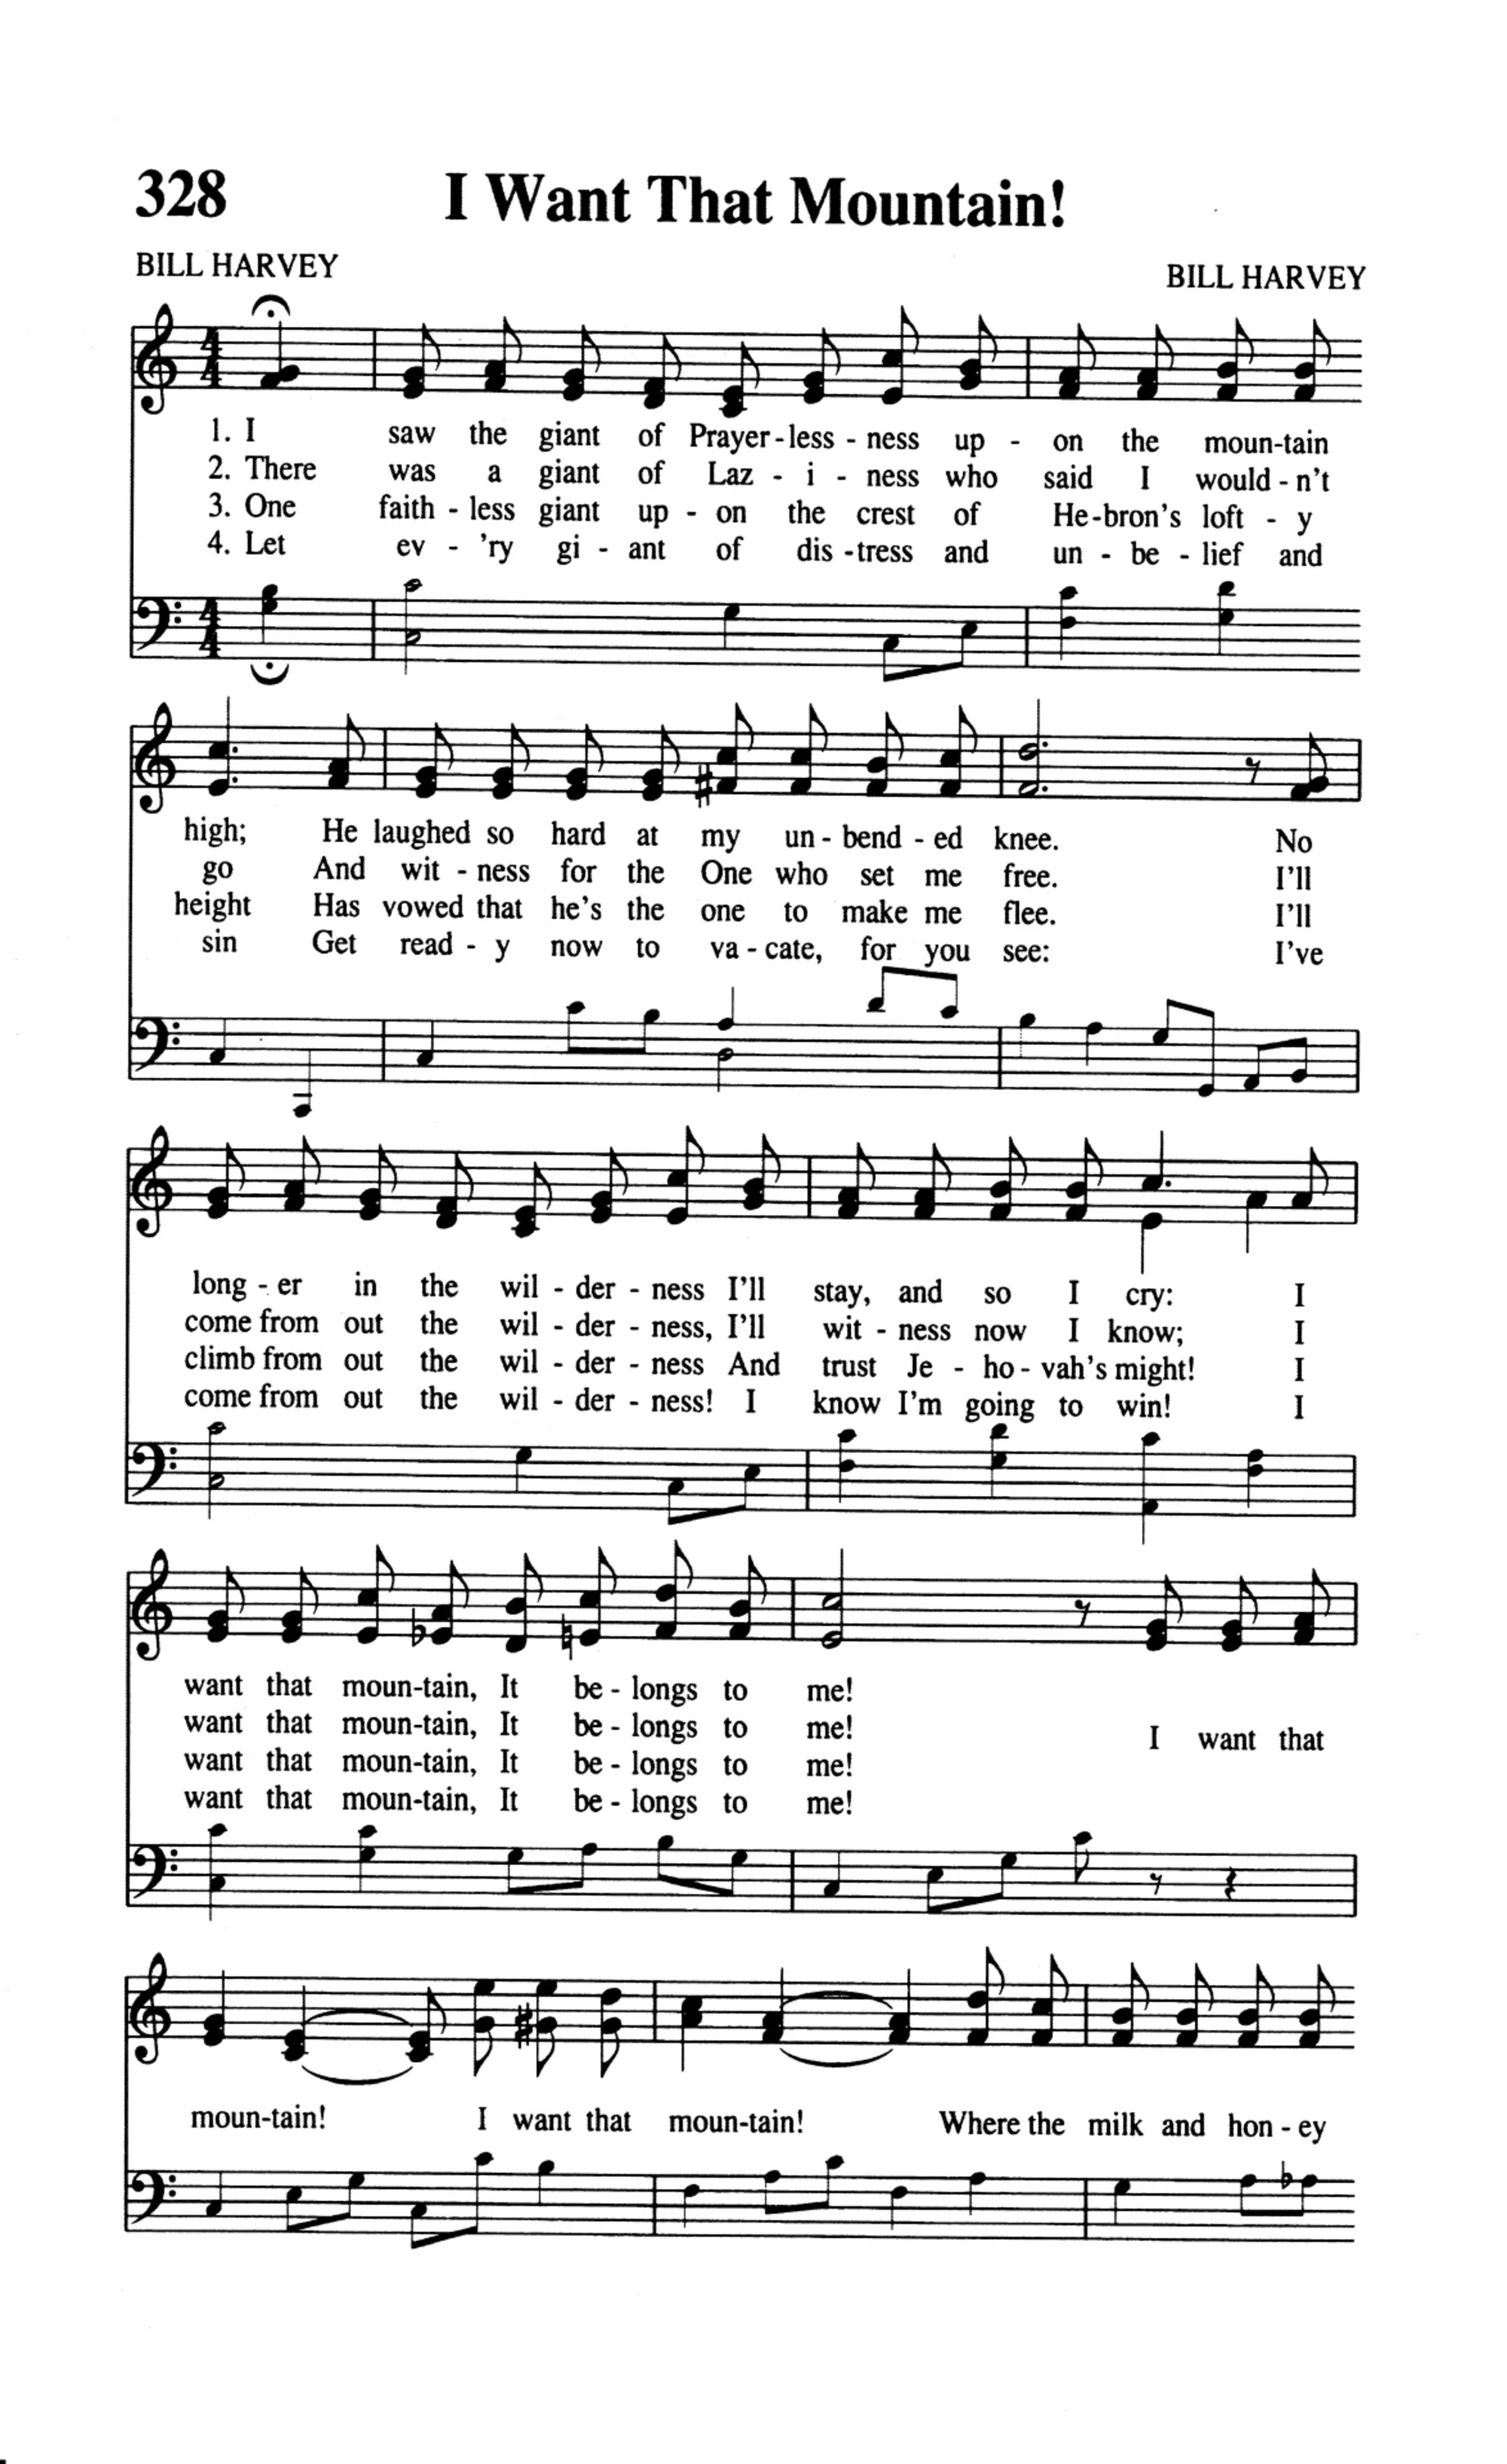 328 I Want That Mountain!
BILL HARVEY BILL HARVEY
1. I saw the giant of Prayer-less - ness up - on the moun-tain
2. There was a giant of Laz - i - ness who said I would - n't
3. One faith - less giant up - on the crest of He-bron's loft - y
4. Let ev - 'ry gi - ant of dis -tress and un - be - lief and
high; He laughed so hard at my un - bend - ed knee. No
go And wit - ness for the One who set me free. I'll
height Has vowed that he's the one to make me flee. I'll
sin Get read - y now to va - cate, for you see: I've
long - er in the wil - der - ness I'll stay, and so I cry: I
come from out the wil - der - ness, I'll wit - ness now I know; I
climb from out the wil - der - ness And trust Je - ho - vah's might! I
come from out the wil - der - ness! I know I'm going to win! I
want that moun-tain, It be - longs to me!
want that moun-tain, It be - longs to me! I want that
want that moun-tain, It be - longs to me!
want that moun-tain, It be - longs to me!
moun-tain! I want that moun-tain! Where the milk and hon - ey